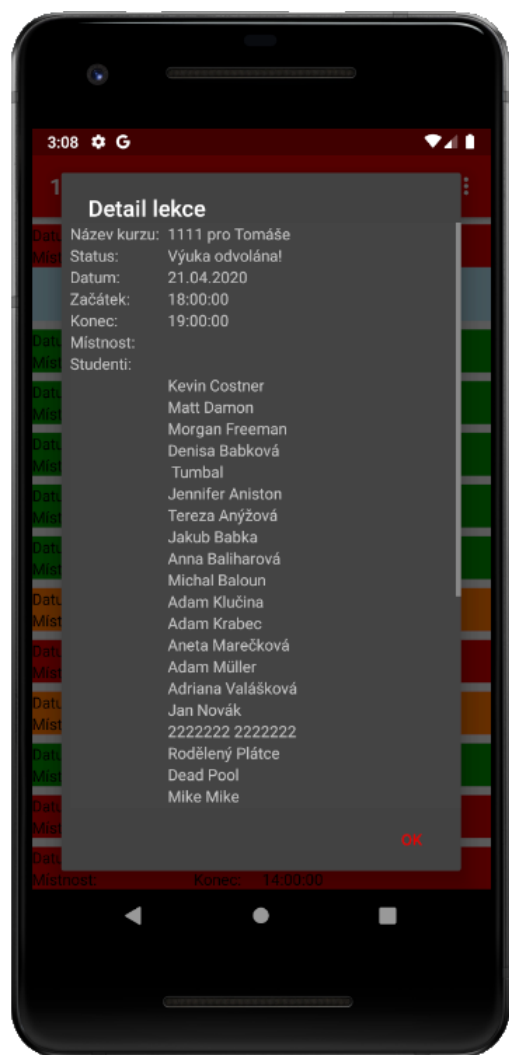 3:08 G
1
Detail lekce
Název kurzu: 1111 pro Tomáše
Status: Výuka odvolána!
Datum: 21.04.2020
Začátek: 18:00:00
Konec: 19:00:00
Místnost:
Studenti:
Kevin Costner
Matt Damon
Morgan Freeman
Denisa Babková
Tumbal
Jennifer Aniston
Tereza Anýžová
Jakub Babka
Anna Baliharová
Michal Baloun
Adam Klučina
Adam Krabec
Aneta Marečková
Adam Müller
Adriana Valášková
Jan Novák
2222222 2222222
Rodělený Plátce
Dead Pool
Mike Mike
OK
Místnost: Konec: 14:00:00